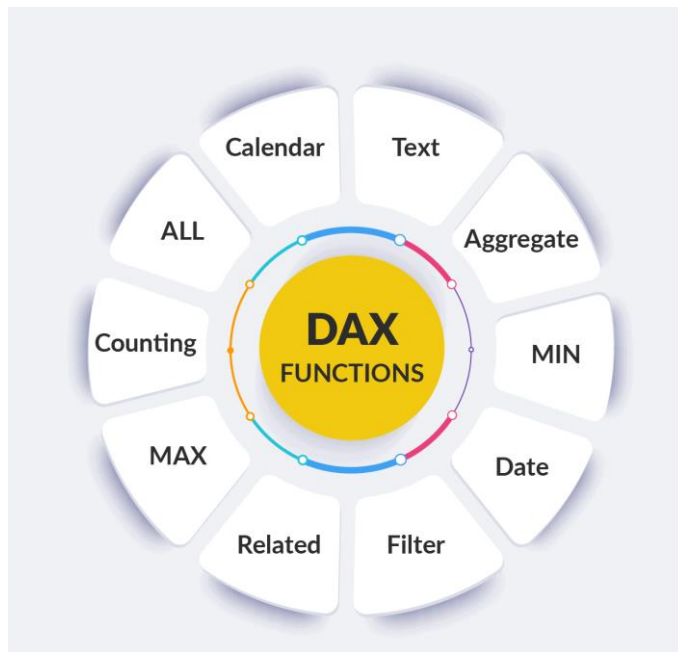 Calendar
Text
ALL
Aggregate
Counting
DAX
FUNCTIONS
MIN
MAX
Date
Related
Filter